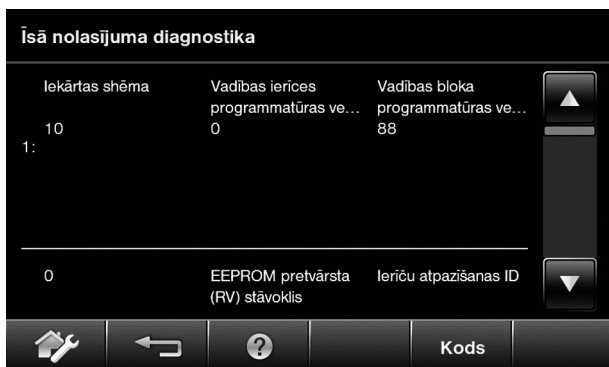 Īsā nolasījuma diagnostika
Iekārtas shēma Vadības ierīces Vadības bloka
programmatūras ve... programmatūras ve...
10 0 88
1:
0 EEPROM pretvārsta Ierīču atpazīšanas ID
(RV) stāvoklis
?
Kods